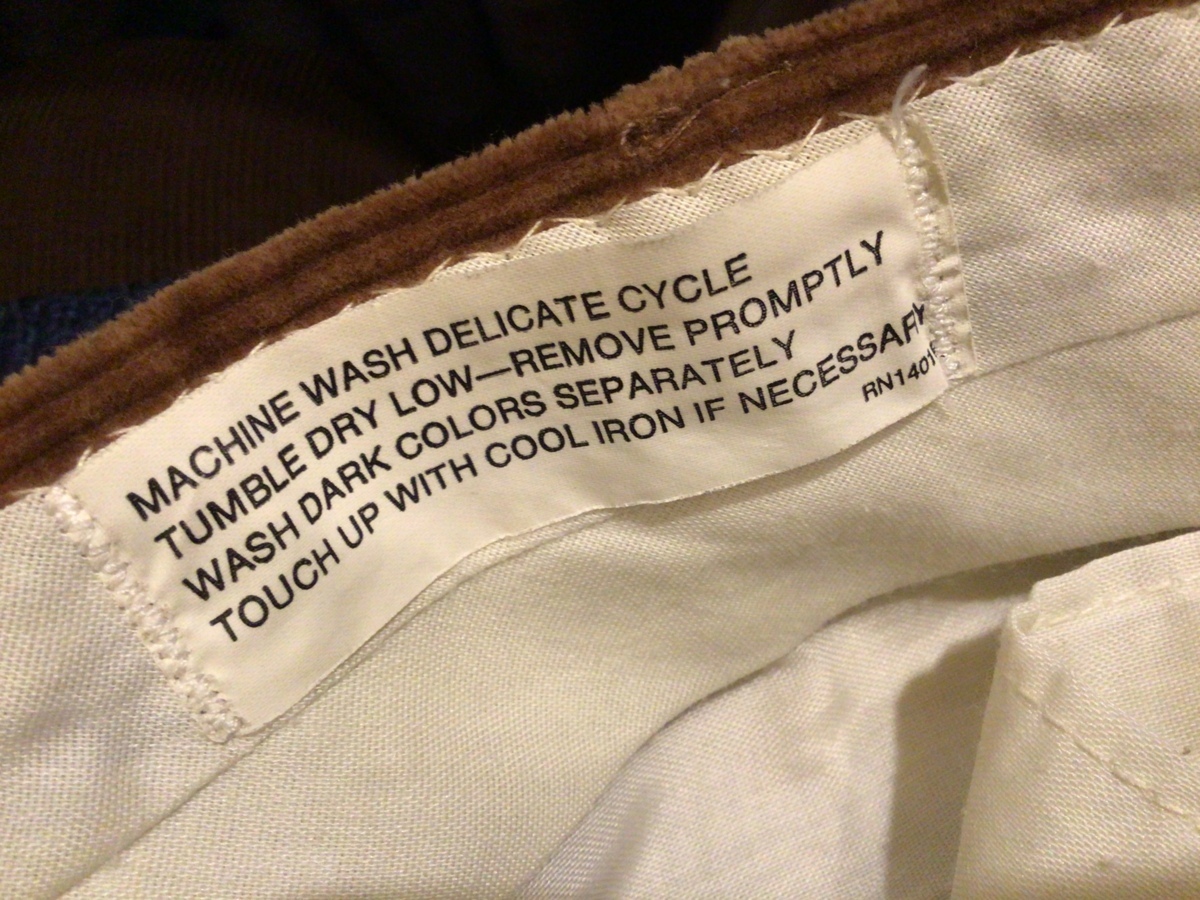 MACHINE WASH DELICATE CYCLE
TUMBLE DRY LOW—REMOVE PROMPTLY
WASH DARK COLORS SEPARATELY
TOUCH UP WITH COOL IRON IF NECESSARY